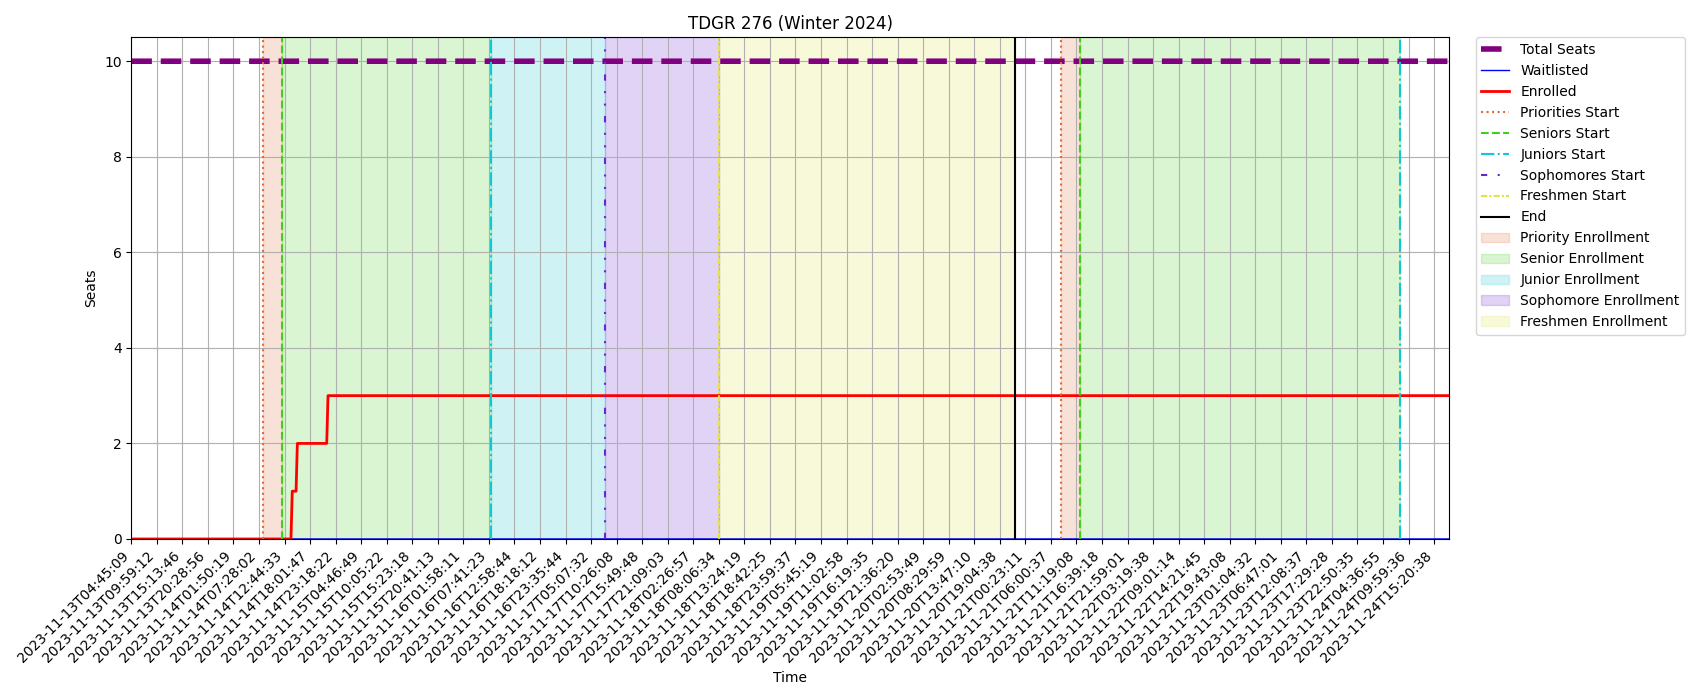 TDGR 276 (Winter 2024)
Total Seats
Waitlisted
Enrolled
Priorities Start
Seniors Start
Juniors Start
Sophomores Start
Freshmen Start
End
Priority Enrollment
Senior Enrollment
Junior Enrollment
Sophomore Enrollment
Freshmen Enrollment
Seats
10
8
6
4
2
0
2023-11-13T04:45:09
2023-11-13T09:59:12
2023-11-13T15:13:46
2023-11-13T20:28:56
2023-11-14T01:50:19
2023-11-14T07:28:02
2023-11-14T12:44:33
2023-11-14T18:01:47
2023-11-14T23:18:22
2023-11-15T04:46:49
2023-11-15T10:05:22
2023-11-15T15:23:18
2023-11-15T20:41:13
2023-11-16T01:58:11
2023-11-16T07:41:23
2023-11-16T12:58:44
2023-11-16T18:18:12
2023-11-16T23:35:44
2023-11-17T05:07:32
2023-11-17T10:26:08
2023-11-17T15:49:48
2023-11-17T21:09:03
2023-11-18T02:26:57
2023-11-18T08:06:34
2023-11-18T13:24:19
2023-11-18T18:42:25
2023-11-18T23:59:37
2023-11-19T05:45:19
2023-11-19T11:02:58
2023-11-19T16:19:35
2023-11-19T21:36:20
2023-11-20T02:53:49
2023-11-20T08:29:59
2023-11-20T13:47:10
2023-11-20T19:04:38
2023-11-21T00:23:11
2023-11-21T06:00:37
2023-11-21T11:19:08
2023-11-21T16:39:18
2023-11-21T21:59:01
2023-11-22T03:19:38
2023-11-22T09:01:14
2023-11-22T14:21:45
2023-11-22T19:43:08
2023-11-23T01:04:32
2023-11-23T06:47:01
2023-11-23T12:08:37
2023-11-23T17:29:28
2023-11-23T22:50:35
2023-11-24T04:36:55
2023-11-24T09:59:36
2023-11-24T15:20:38
Time